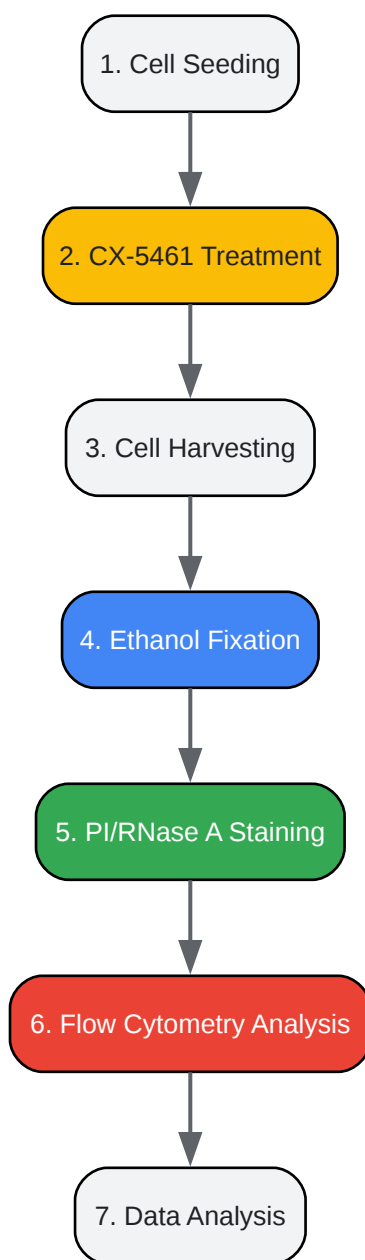 1. Cell Seeding
2. CX-5461 Treatment
3. Cell Harvesting
4. Ethanol Fixation
5. PI/RNase A Staining
6. Flow Cytometry Analysis
7. Data Analysis